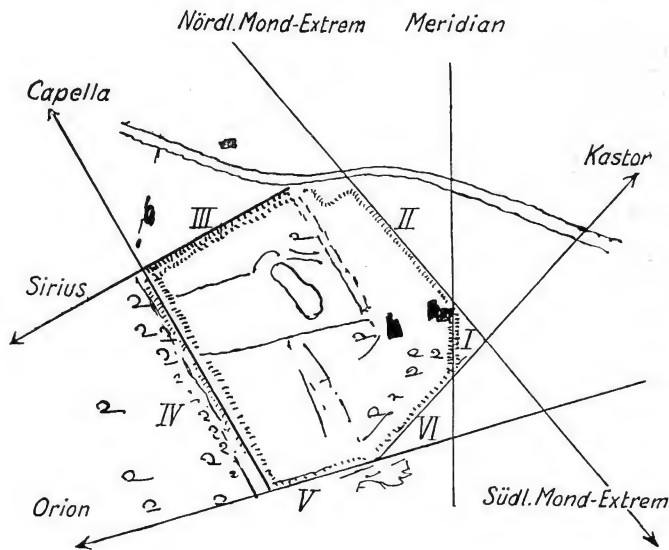 Nördl. Mond-Extrem
Meridian
Capella
Kastor
III
II
Sirius
I
IV
VI
V
Orion
Südl. Mond-Extrem